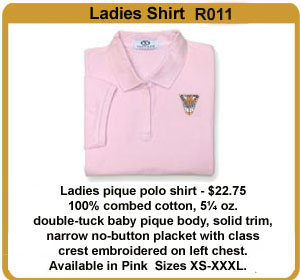 Ladies Shirt R011
Ladies pique polo shirt - $22.75
100% combed cotton, 5¼ oz.
double-tuck baby pique body, solid trim,
narrow no-button placket with class
crest embroidered on left chest.
Available in Pink Sizes XS-XXXL.